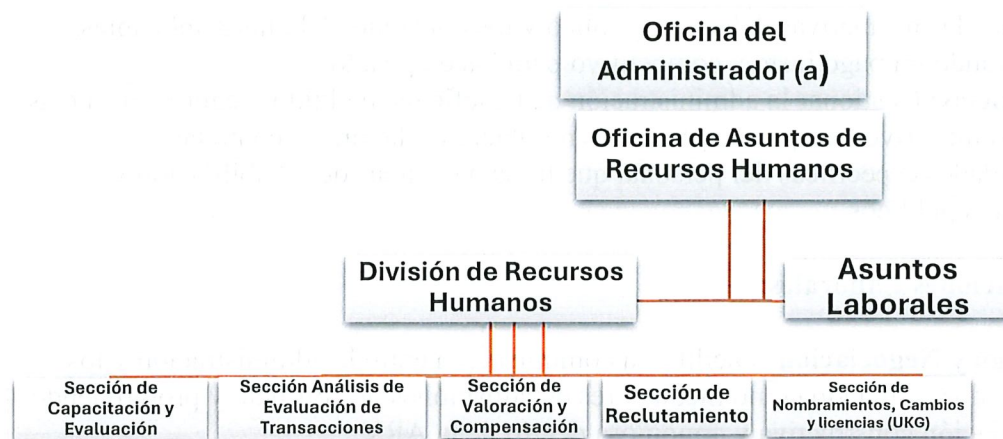 Oficina del
Administrador (a)
Oficina de Asuntos de
Recursos Humanos
División de Recursos
Humanos
Asuntos
Laborales
Sección de
Capacitación y
Evaluación
Sección Análisis de
Evaluación de
Transacciones
Sección de
Valoración y
Compensación
Sección de
Reclutamiento
Sección de
Nombramientos, Cambios
y licencias (UKG)